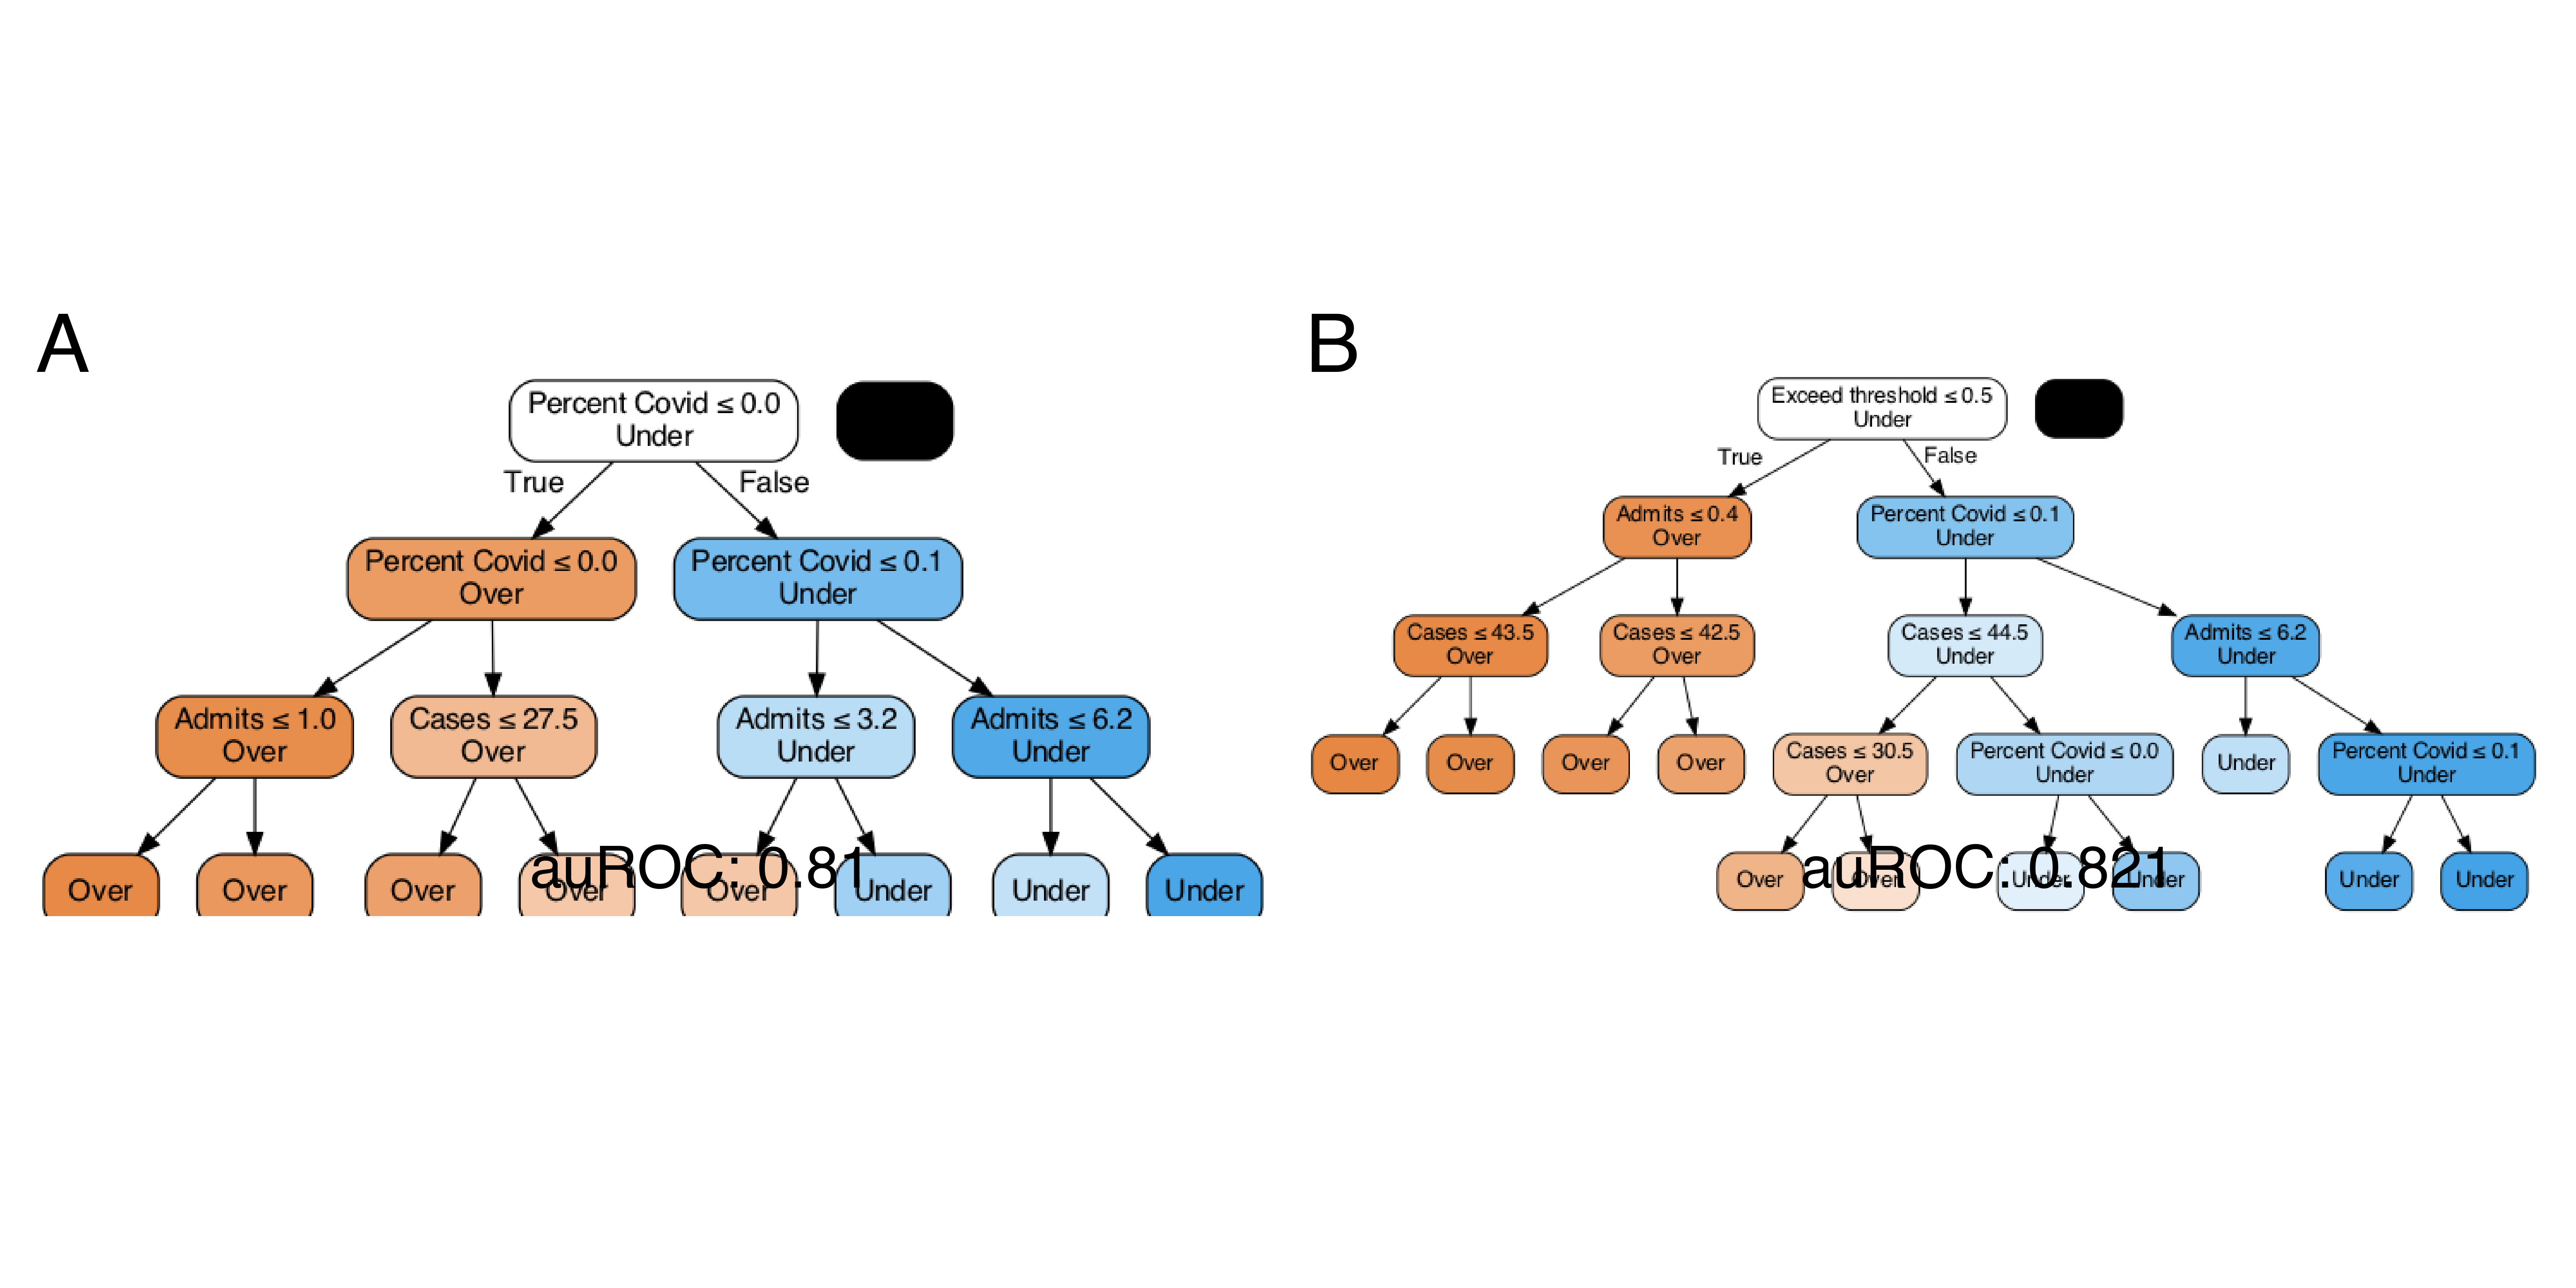 A
Percent Covid ≤ 0.0
Under
True
False
Percent Covid ≤ 0.0
Over
Percent Covid ≤ 0.1
Under
Admits ≤ 1.0
Over
Cases ≤ 27.5
Over
Admits ≤ 3.2
Under
Admits ≤ 6.2
Under
Over
Over
Over
Over
Over
Under
Under
Under
auROC: 0.81
B
Exceed threshold ≤ 0.5
Under
True
False
Admits ≤ 0.4
Over
Percent Covid ≤ 0.1
Under
Cases ≤ 43.5
Over
Cases ≤ 42.5
Over
Cases ≤ 44.5
Under
Admits ≤ 6.2
Under
Over
Over
Over
Over
Cases ≤ 30.5
Over
Percent Covid ≤ 0.0
Under
Under
Percent Covid ≤ 0.1
Under
Over
Over
Under
Under
Under
Under
auROC: 0.821